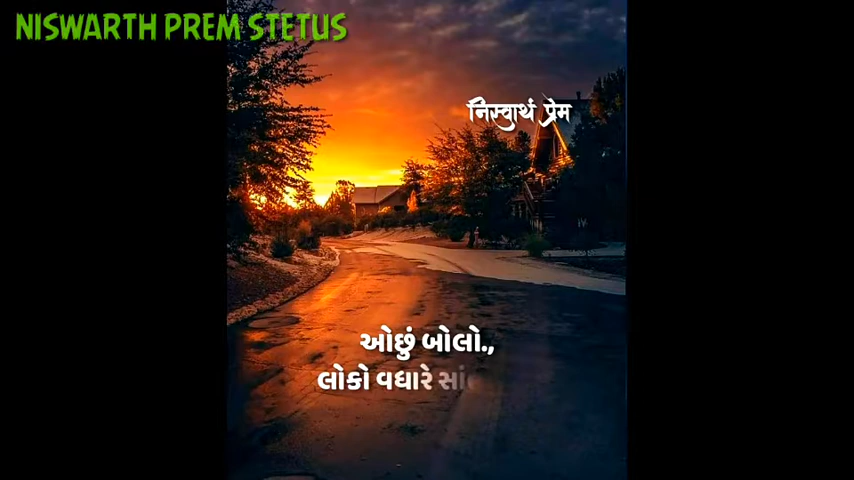 NISWARTH PREM STETUS
નિસ્વાર્થ પ્રેમ
ઓછું બોલો.,
લોકો વધારે